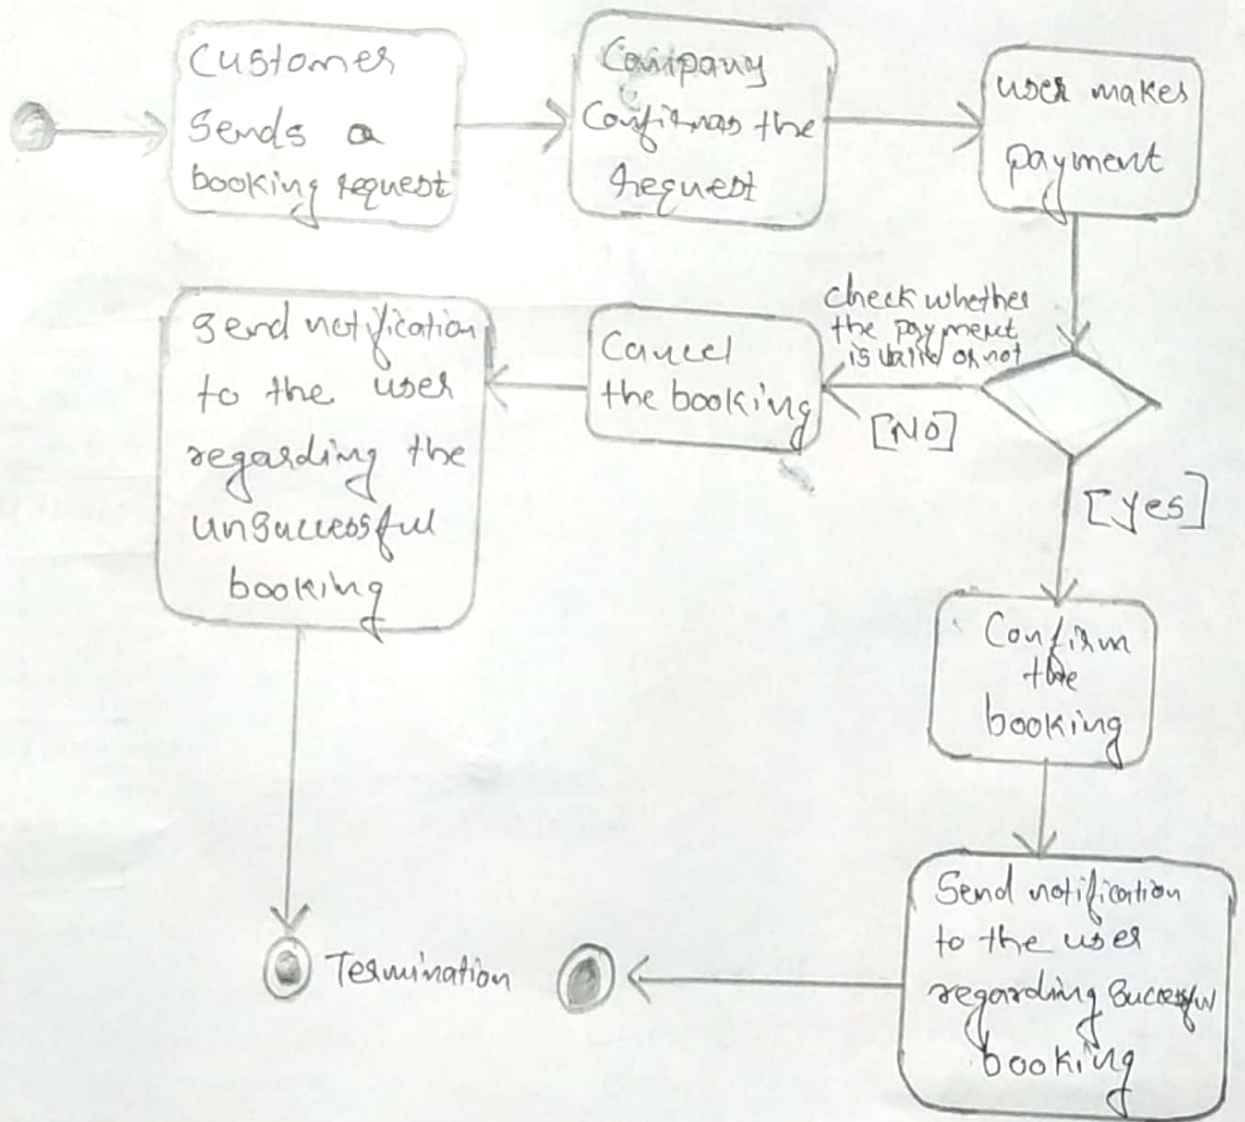 Customer
Sends a
booking request
Company
Confirms the
request
user makes
payment
check whether
the payment
is valid or not
[No]
[yes]
Cancel
the booking
Send notification
to the user
regarding the
unsuccessful
booking
Confirm
the
booking
Send notification
to the user
regarding successful
booking
Termination